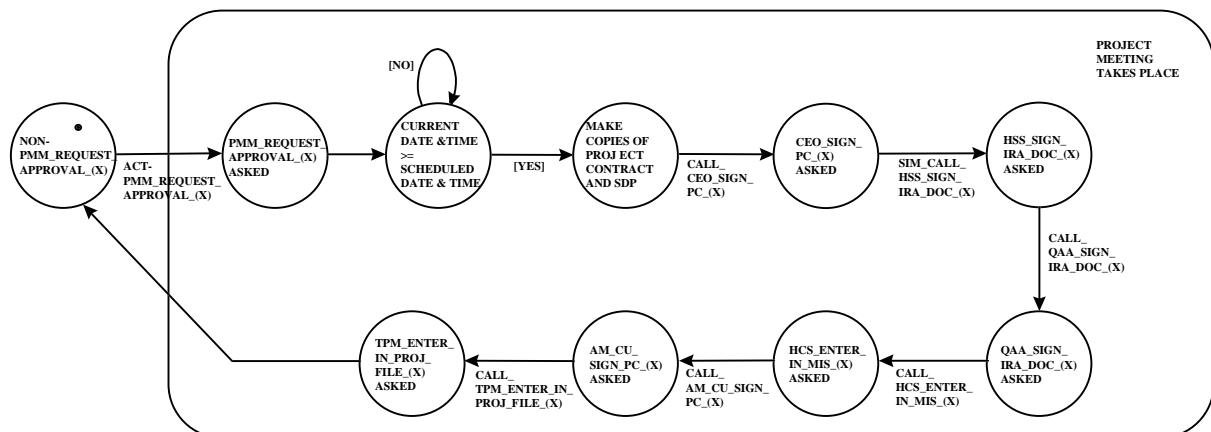 PROJECT
MEETING
TAKES PLACE
[NO]
NON-
PMM_REQUEST_
APPROVAL_(X)
ACT-
PMM_REQUEST_
APPROVAL_(X)
PMM_REQUEST_
APPROVAL_(X)
ASKED
CURRENT
DATE &TIME
>=
SCHEDULED
DATE & TIME
[YES]
MAKE
COPIES OF
PROJECT
CONTRACT
AND SDP
CALL_
CEO_SIGN_
PC_(X)
CEO_SIGN_
PC_(X)
ASKED
SIM_CALL_
HSS_SIGN_
IRA_DOC_(X)
HSS_SIGN_
IRA_DOC_(X)
ASKED
CALL_
QAA_SIGN_
IRA_DOC_(X)
QAA_SIGN_
IRA_DOC_(X)
ASKED
CALL_
HCS_ENTER_
IN_MIS_(X)
HCS_ENTER_
IN_MIS_(X)
ASKED
CALL_
AM_CU_SIGN_
PC_(X)
AM_CU_
SIGN_PC_(X)
ASKED
CALL_
TPM_ENTER_IN_
PROJ_FILE_(X)
TPM_ENTER_
IN_PROJ_
FILE_(X)
ASKED